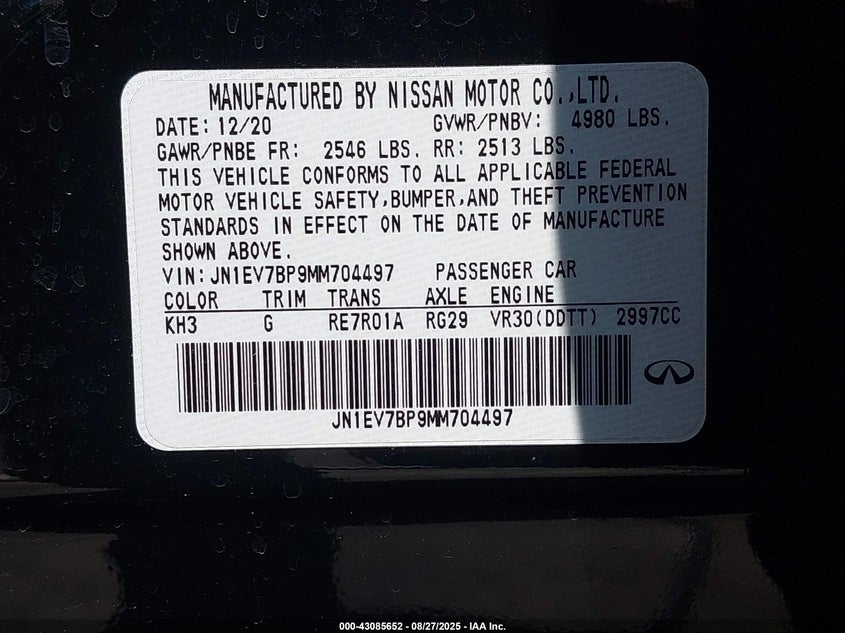 MANUFACTURED BY NISSAN MOTOR CO.,LTD.
DATE: 12/20 GVWR/PNBV: 4980 LBS.
GAWR/PNBE FR: 2546 LBS. RR: 2513 LBS.
THIS VEHICLE CONFORMS TO ALL APPLICABLE FEDERAL
MOTOR VEHICLE SAFETY,BUMPER,AND THEFT PREVENTION
STANDARDS IN EFFECT ON THE DATE OF MANUFACTURE
SHOWN ABOVE.
VIN:JN1EV7BP9MM704497 PASSENGER CAR
COLOR TRIM TRANS AXLE ENGINE
KH3 G RE7R01A RG29 VR30(DDTT) 2997CC
JN1EV7BP9MM704497
000-43085652 - 08/27/2025 - IAA Inc.